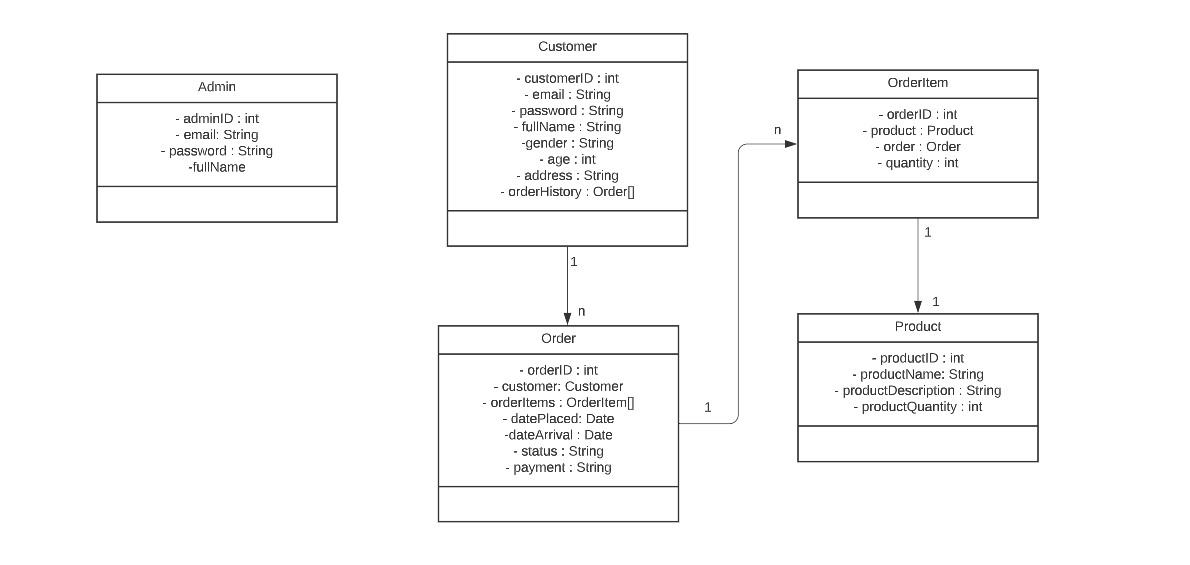 Admin
- adminID : int
- email: String
- password : String
-fullName
Customer
- customerID : int
- email : String
- password : String
- fullName : String
-gender : String
- age : int
- address : String
- orderHistory : Order[]
1
n
Order
- orderID : int
- customer: Customer
- orderItems : OrderItem[]
- datePlaced: Date
-dateArrival : Date
- status : String
- payment : String
1
n
OrderItem
- orderID : int
- product : Product
- order : Order
- quantity : int
1
1
Product
- productID : int
- productName: String
- productDescription : String
- productQuantity : int